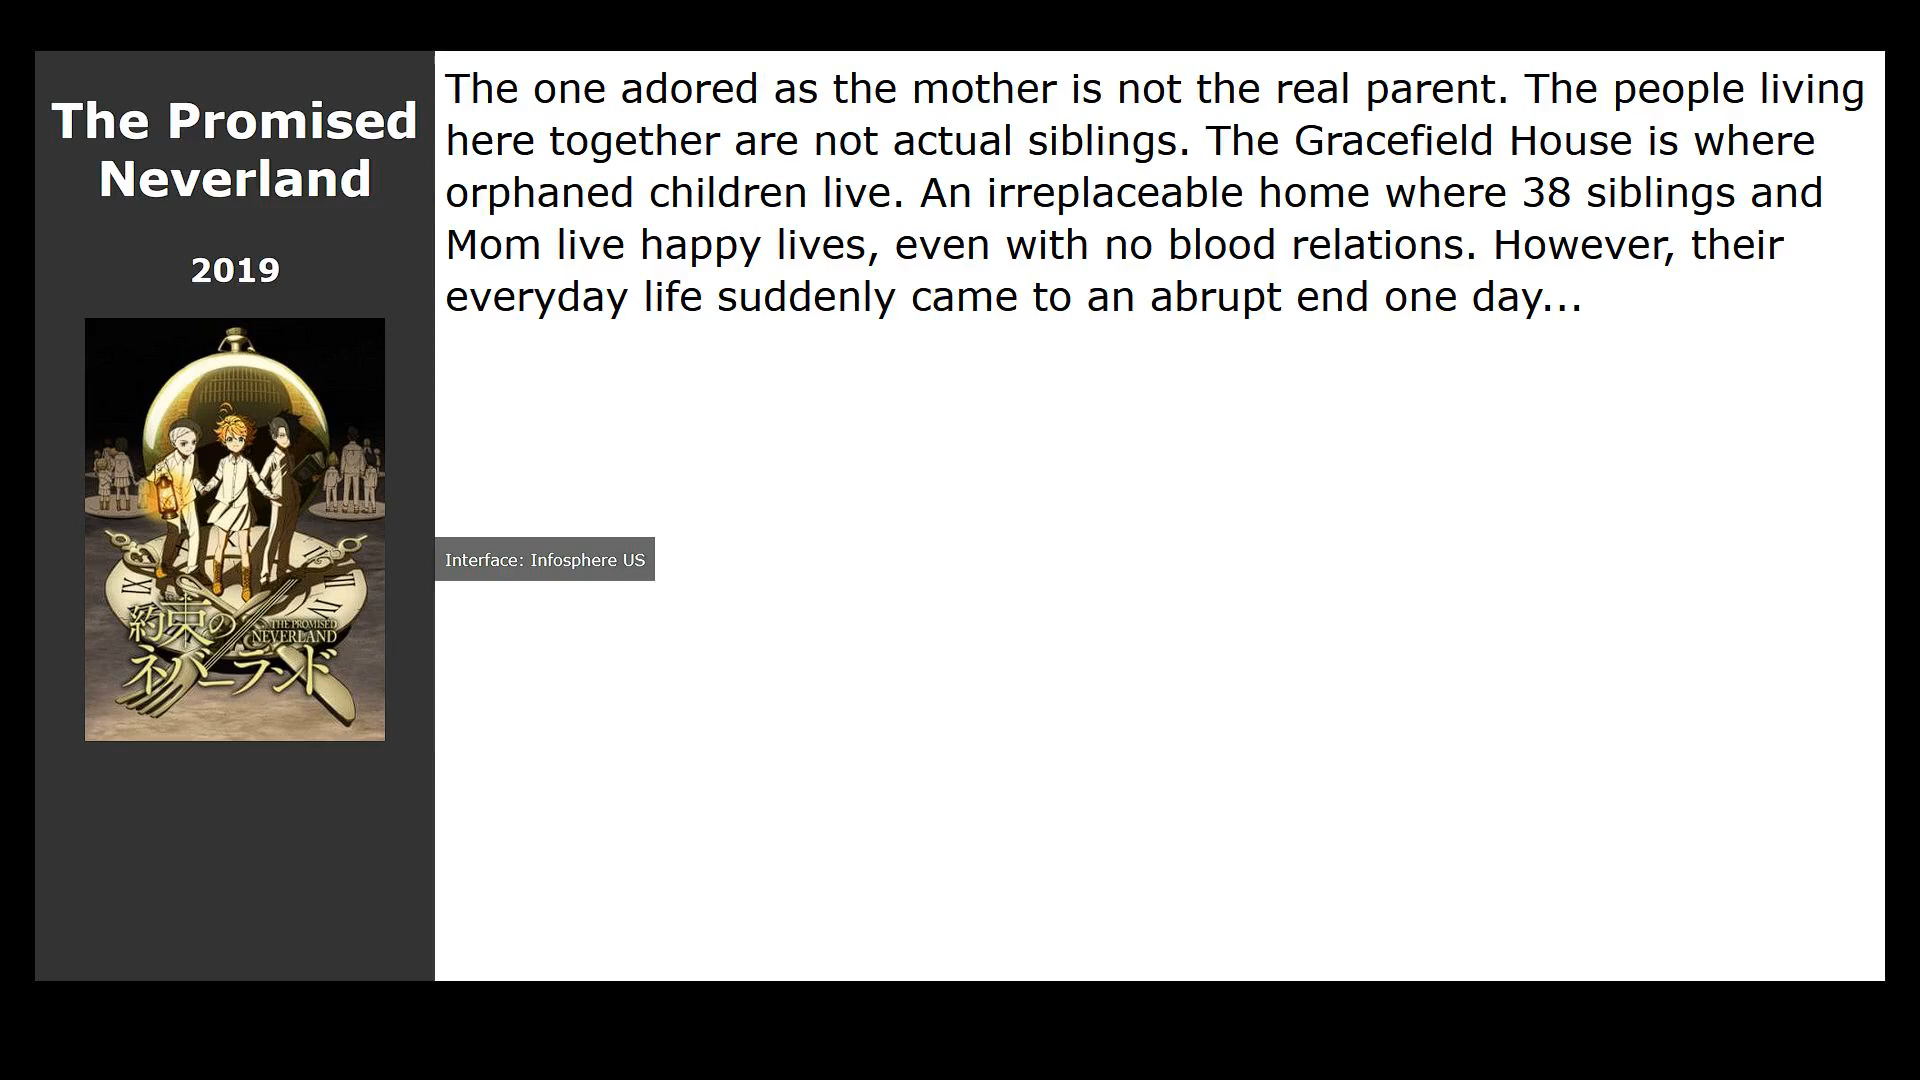 The Promised
Neverland
2019
約束の
THE PROMISED
NEVERLAND
ネバーランド
The one adored as the mother is not the real parent. The people living
here together are not actual siblings. The Gracefield House is where
orphaned children live. An irreplaceable home where 38 siblings and
Mom live happy lives, even with no blood relations. However, their
everyday life suddenly came to an abrupt end one day...
Interface: Infosphere US